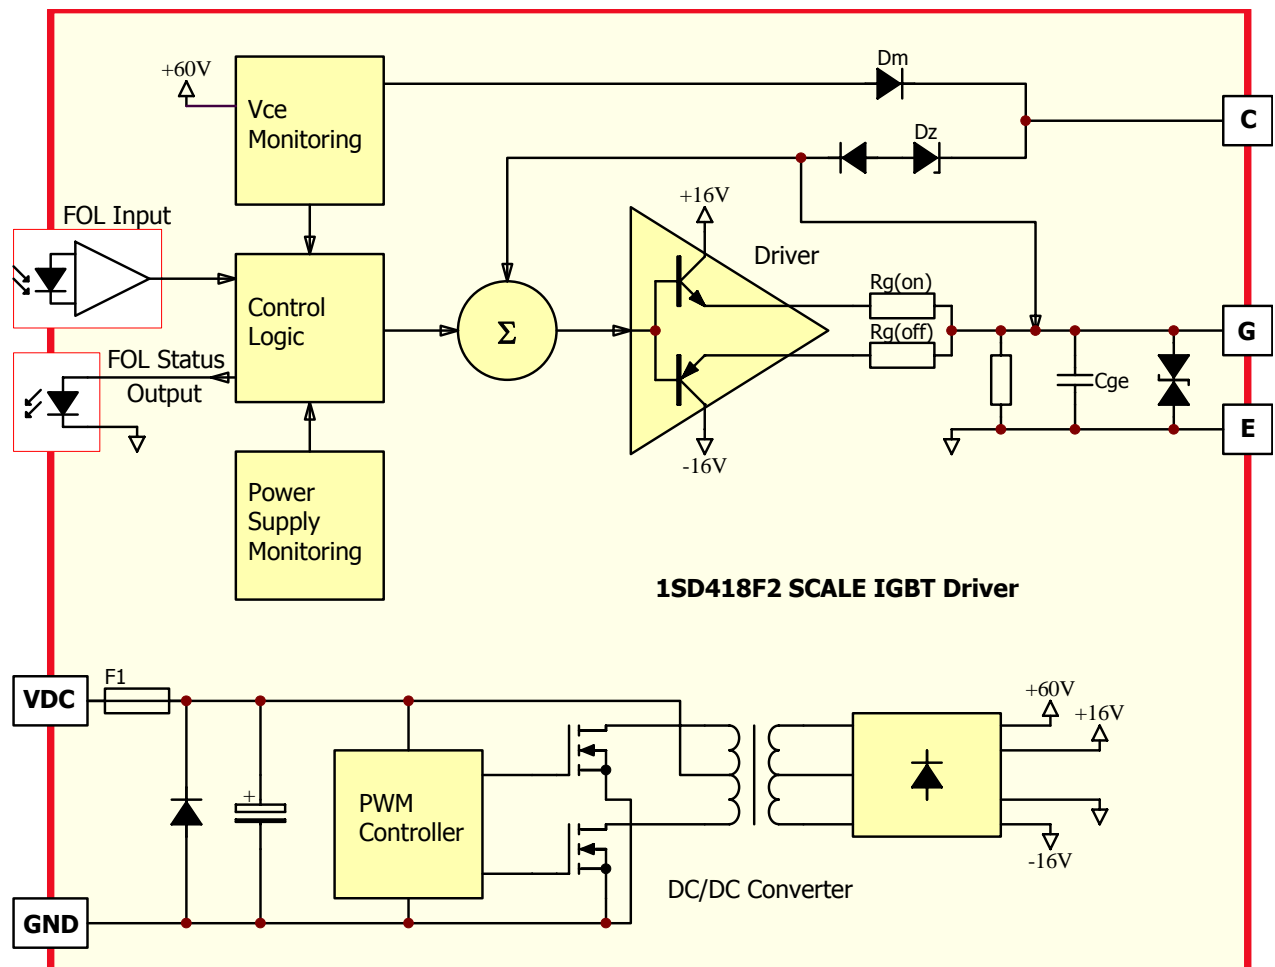 +60V
Vce
Monitoring
Dm
C
Dz
FOL Input
+16V
Driver
Control
Logic
Σ
Rg(on)
Rg(off)
G
FOL Status
Output
Cge
E
-16V
Power
Supply
Monitoring
1SD418F2 SCALE IGBT Driver
VDC
F1
+60V
+16V
+
PWM
Controller
-16V
DC/DC Converter
GND